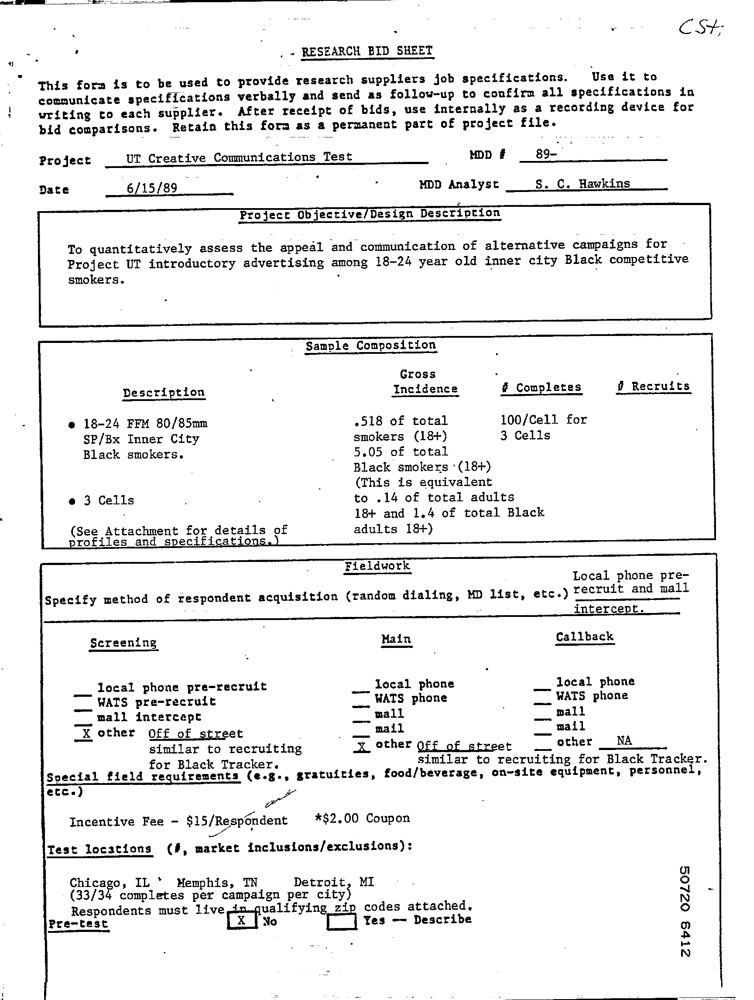 CSt;
RESEARCH BID SHEET
This form is to be used to provide research suppliers job specifications. Use it to
communicate specifications verbally and send as follow-up to confirm all specifications in
writing to each supplier. After receipt of bids, use internally as a recording device for
bid comparisons. Retain this form as a permanent part of project file.
Project UT Creative Communications Test MDD # 89-
Date 6/15/89 MDD Analyst S. C. Hawkins
Project Objective/Design Description
To quantitatively assess the appeal and communication of alternative campaigns for
Project UT introductory advertising among 18-24 year old inner city Black competitive
smokers.
Sample Composition
Gross
Description Incidence # Completes # Recruits
• 18-24 FFM 80/85mm .518 of total 100/Cell for
SP/Bx Inner City smokers (18+) 3 Cells
Black smokers. 5.05 of total
Black smokers (18+)
(This is equivalent
• 3 Cells to .14 of total adults
18+ and 1.4 of total Black
(See Attachment for details of adults 18+)
profiles and specifications.)
Fieldwork
Local phone pre-
Specify method of respondent acquisition (random dialing, MD list, etc.) recruit and mall
intercept.
Screening Main Callback
__ local phone pre-recruit __ local phone __ local phone
__ WATS pre-recruit __ WATS phone __ WATS phone
__ mall intercept __ mall __ mall
X other Off of street __ mail __ mail
similar to recruiting X other Off of street __ other NA
for Black Tracker. similar to recruiting for Black Tracker.
Special field requirements (e.g., gratuities, food/beverage, on-site equipment, personnel,
etc.)
Incentive Fee - $15/Respondent *$2.00 Coupon
Test locations (#, market inclusions/exclusions):
Chicago, IL Memphis, TN Detroit, MI
(33/34 completes per campaign per city)
Respondents must live in qualifying zip codes attached.
Pre-test X No Yes -- Describe
50720 6412